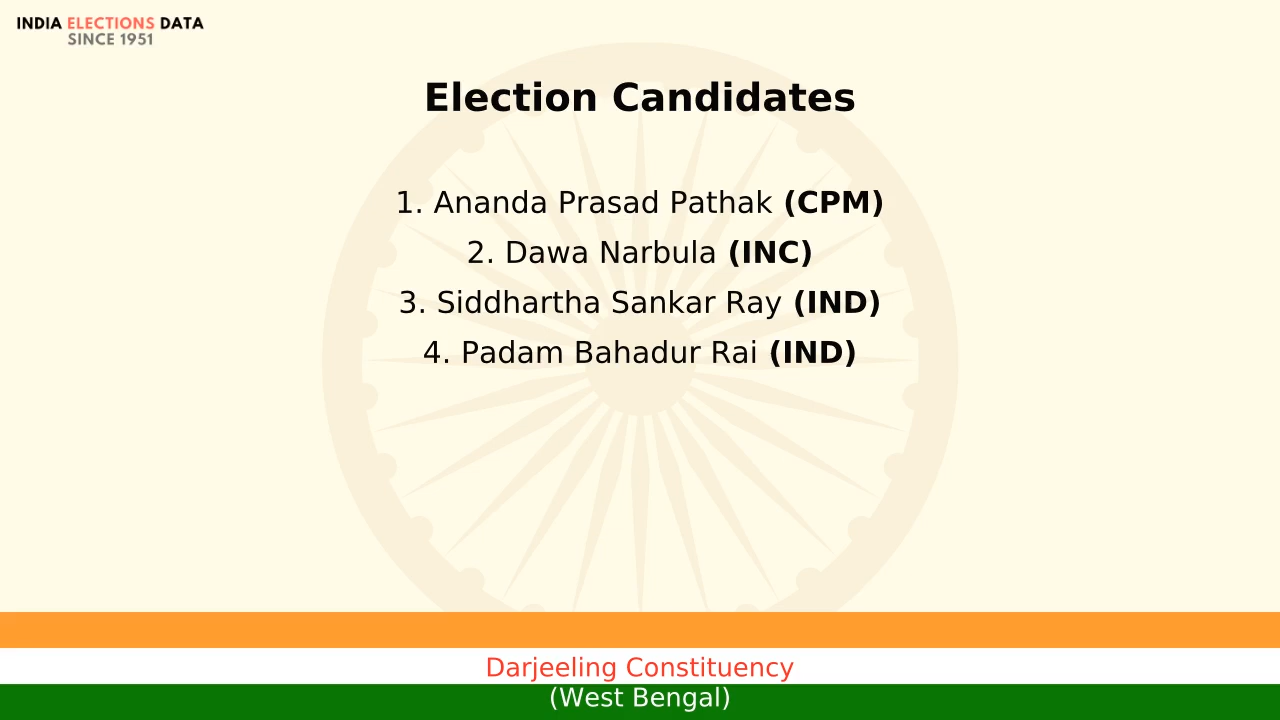 INDIA ELECTIONS DATA
SINCE 1951
Election Candidates
1. Ananda Prasad Pathak (CPM)
2. Dawa Narbula (INC)
3. Siddhartha Sankar Ray (IND)
4. Padam Bahadur Rai (IND)
Darjeeling Constituency
(West Bengal)